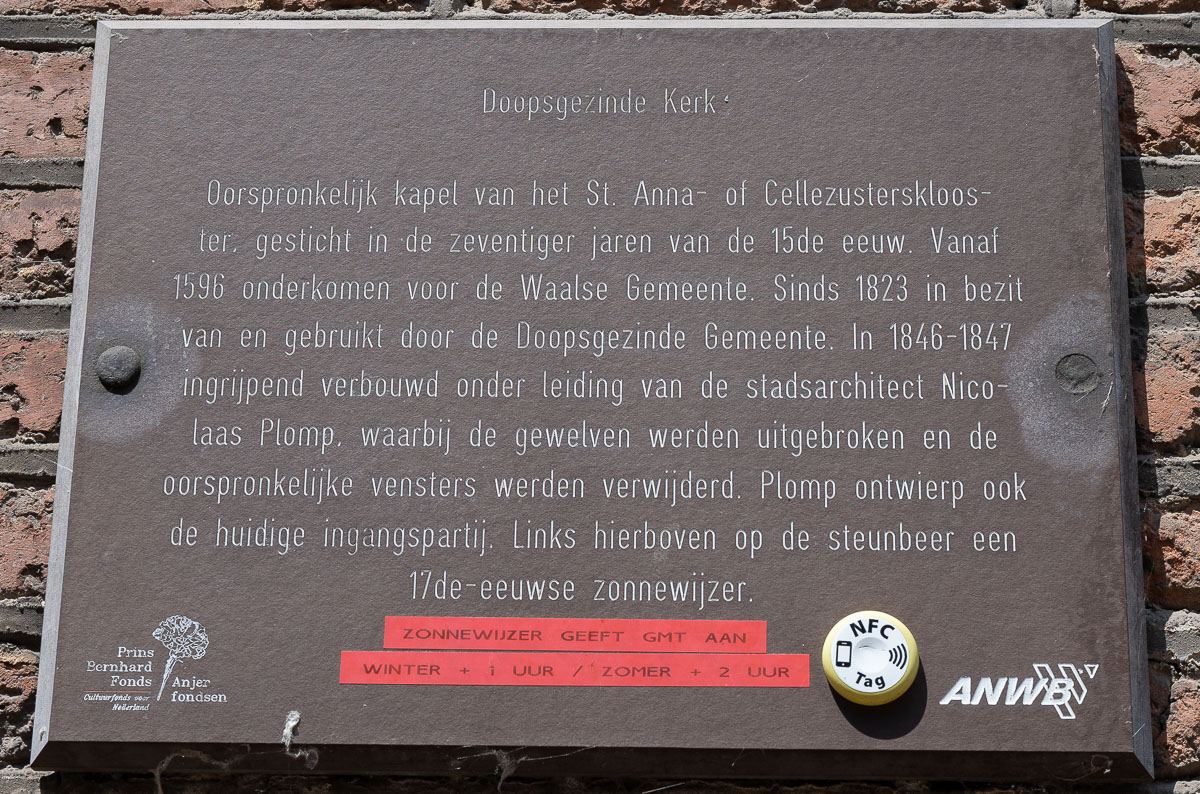 Doopsgezinde Kerk
Oorspronkelijk kapel van het St. Anna- of Cellezusterskloos-
ter, gesticht in de zeventiger jaren van de 15de eeuw. Vanaf
1596 onderkomen voor de Waalse Gemeente. Sinds 1823 in bezit
van en gebruikt door de Doopsgezinde Gemeente. In 1846-1847
ingrijpend verbouwd onder leiding van de stadsarchitect Nico-
laas Plomp, waarbij de gewelven werden uitgebroken en de
oorspronkelijke vensters werden verwijderd. Plomp ontwierp ook
de huidige ingangspartij. Links hierboven op de steunbeer een
17de-eeuwse zonnewijzer.
ZONNEWIJZER GEEFT GMT AAN
WINTER + 1 UUR / ZOMER + 2 UUR
Prins
Bernhard
Fonds
Cultuurfonds voor
Nederland
Anjer
fondsen
NFC
Tag
ANWB